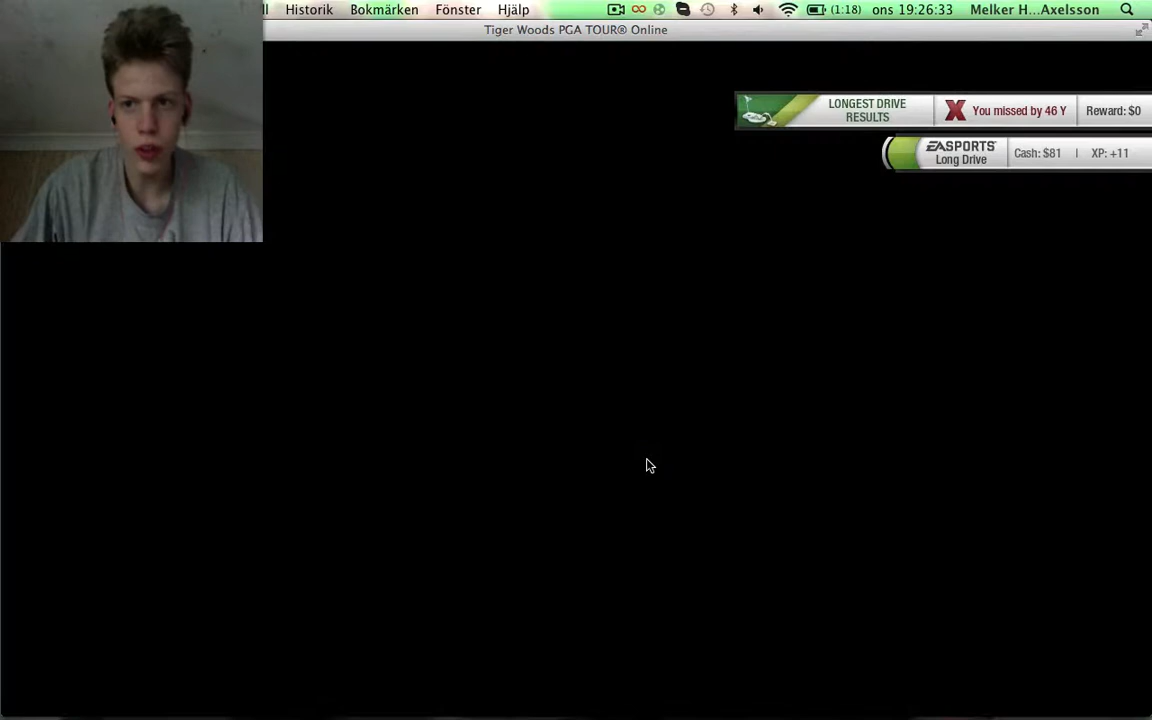 ll Historik Bokmärken Fönster Hjälp (1:18) ons 19:26:33 Melker H...Axelsson
Tiger Woods PGA TOUR® Online
LONGEST DRIVE
RESULTS
You missed by 46 Y
Reward: $0
EA SPORTS
Long Drive
Cash: $81 | XP: +11